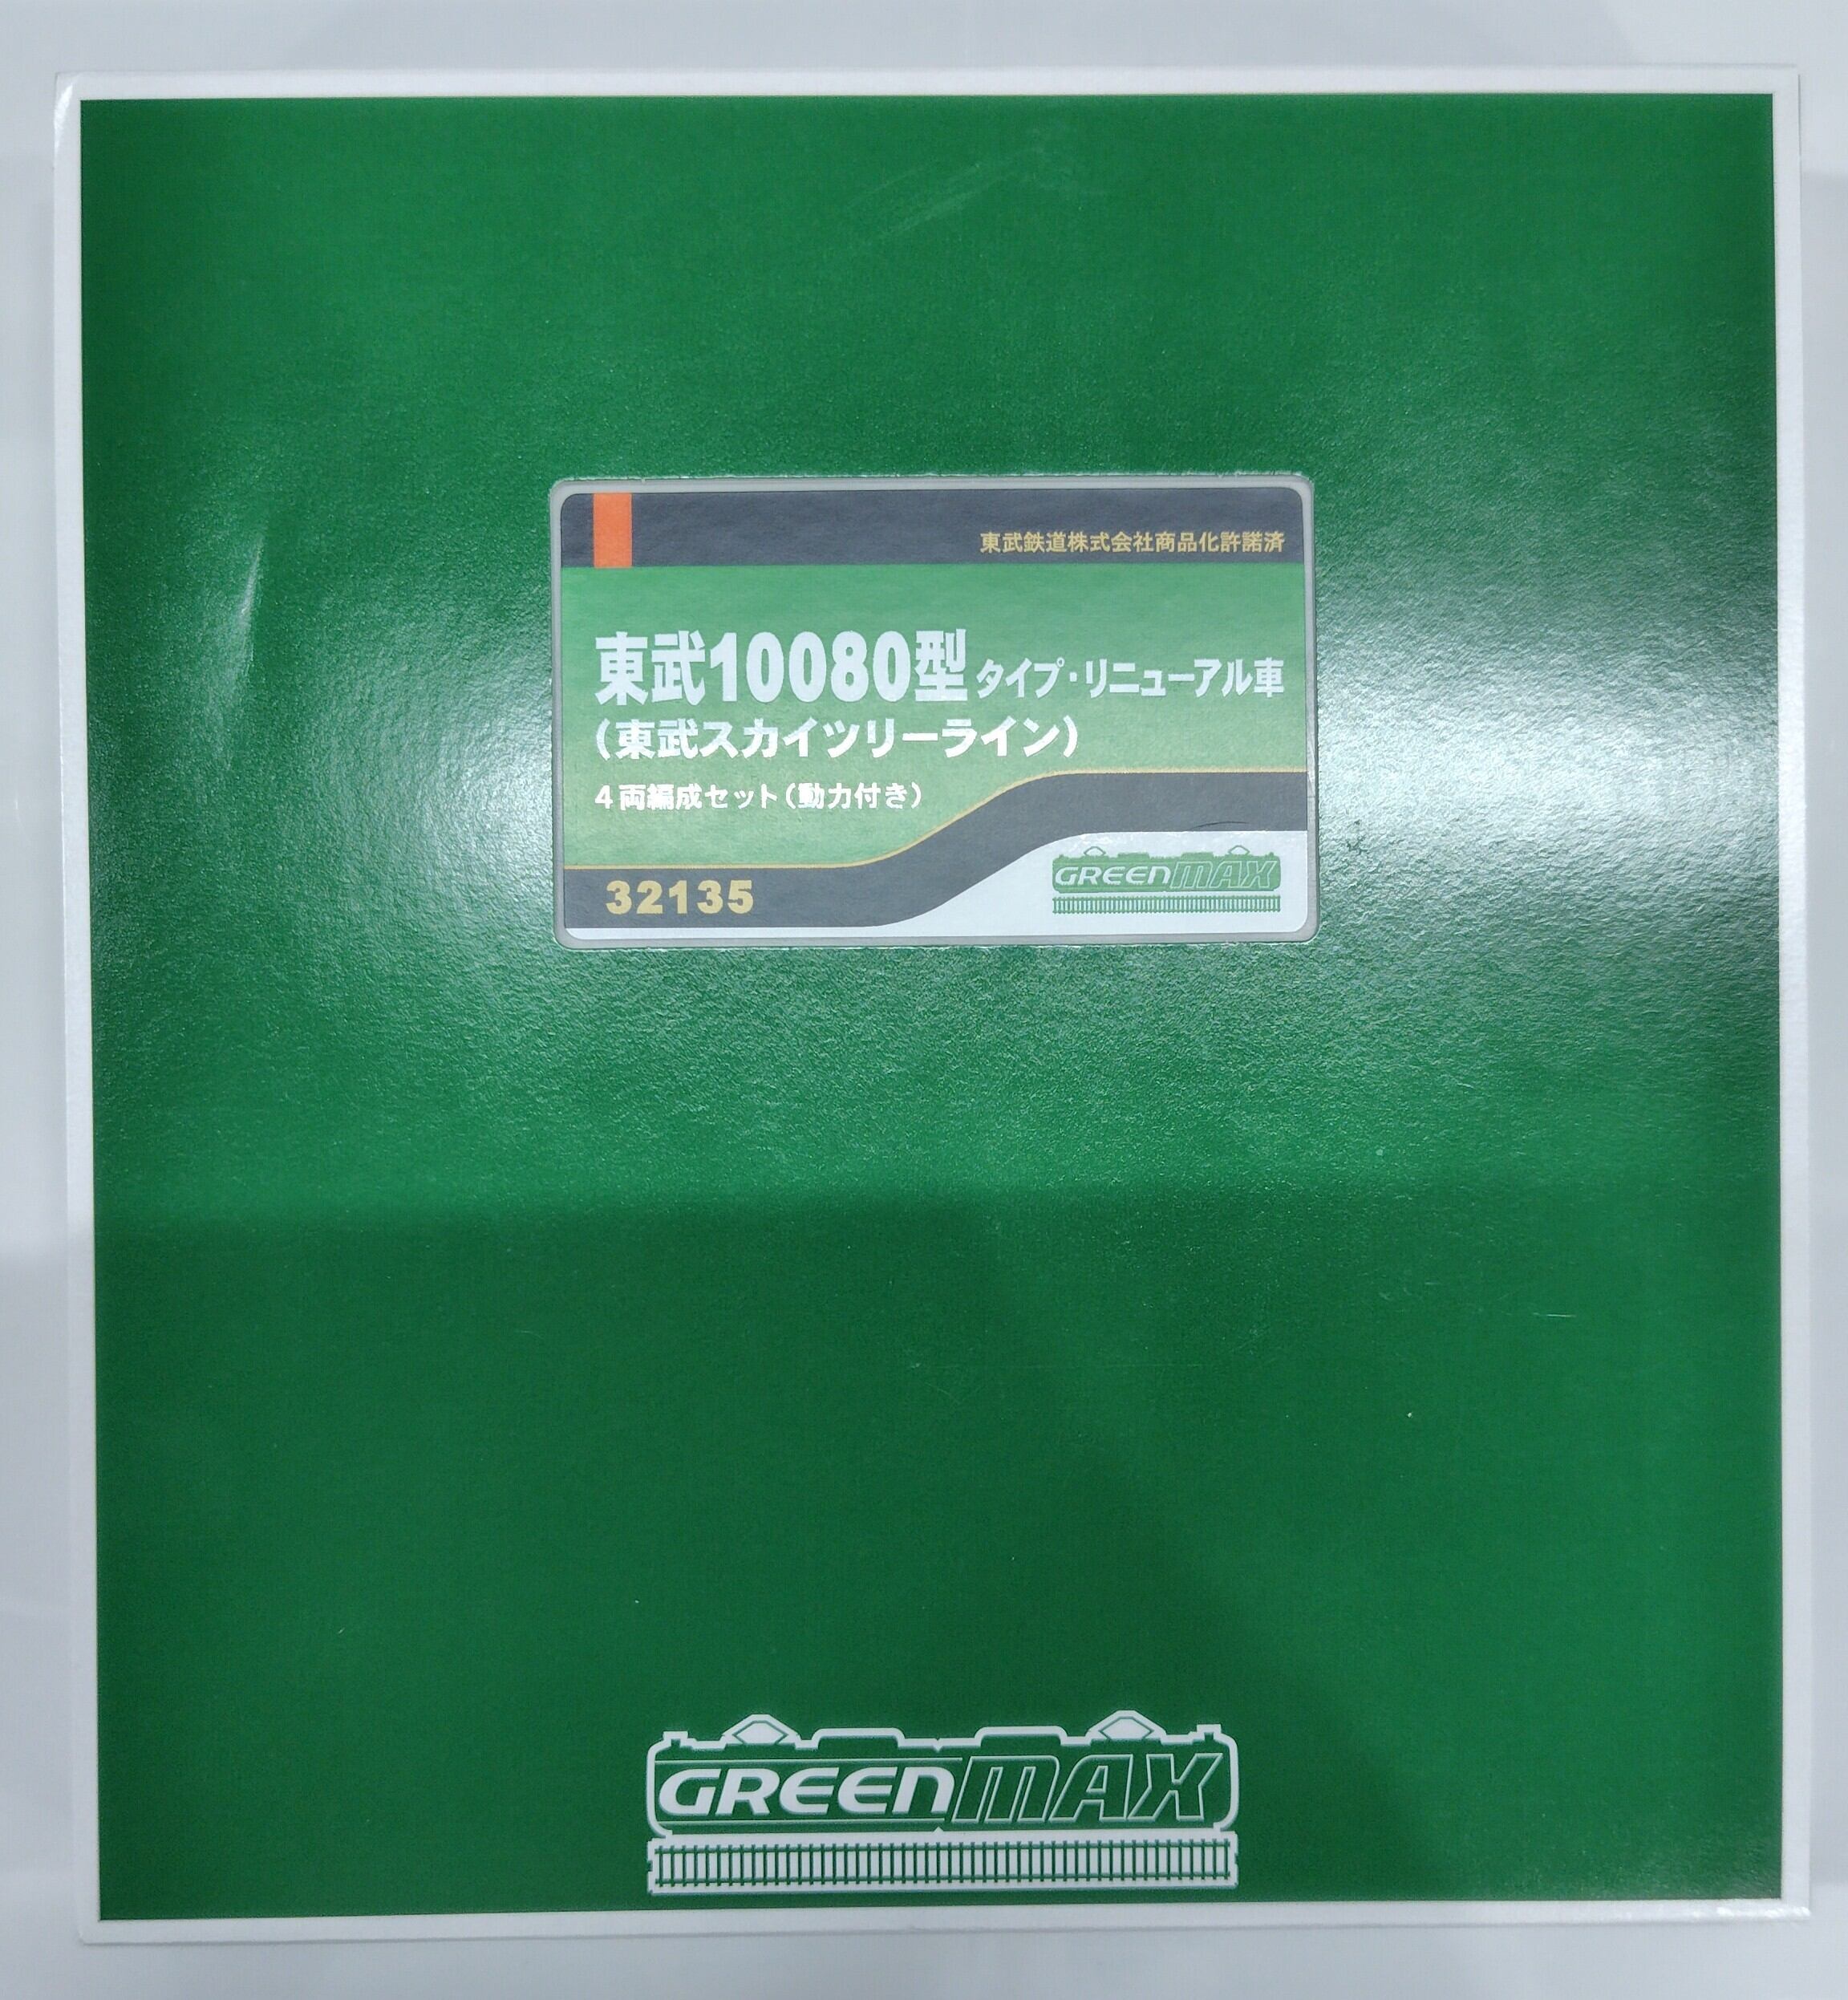 東武鉄道株式会社商品化許諾済
東武10080型 タイプ・リニューアル車
（東武スカイツリーライン）
4両編成セット（動力付き）
32135
GREENMAX
GREENMAX